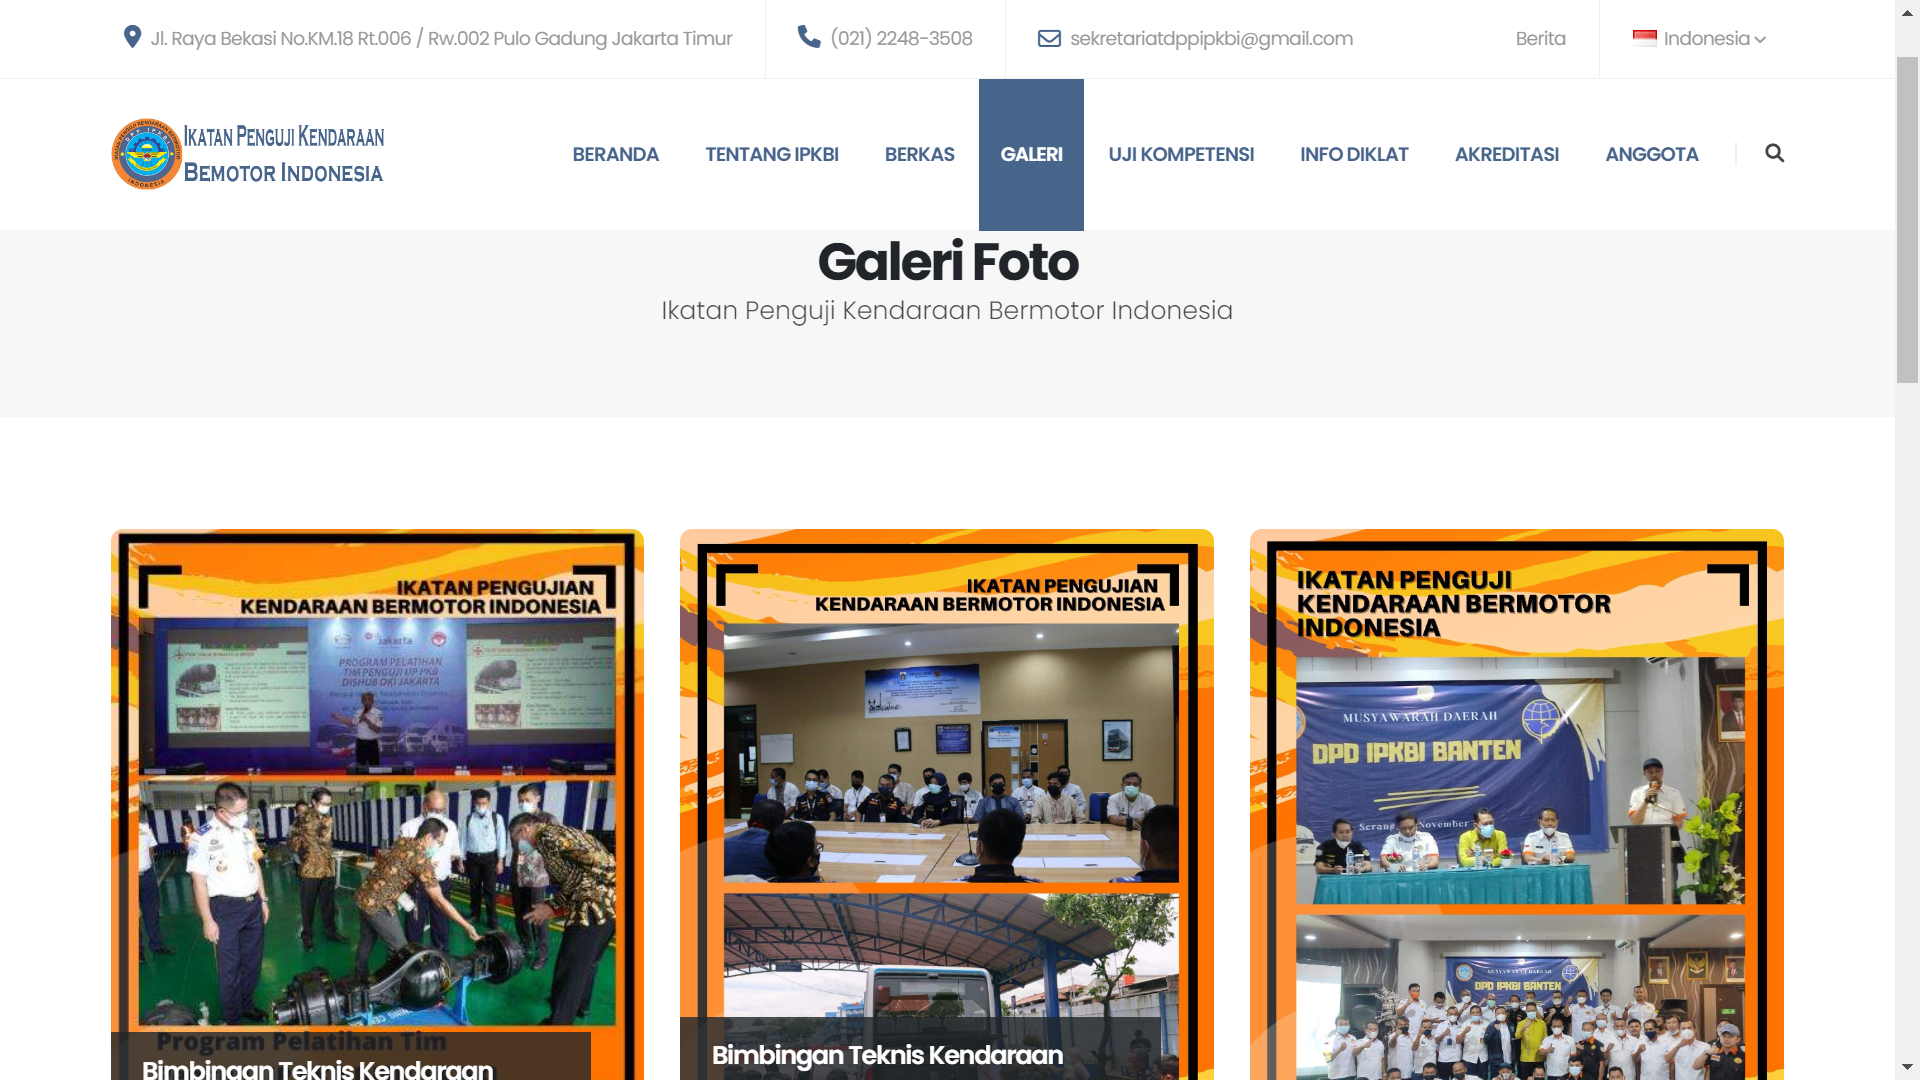 Jl. Raya Bekasi No.KM.18 Rt.006 / Rw.002 Pulo Gadung Jakarta Timur
(021) 2248-3508
sekretariatdppipkbi@gmail.com
Berita
Indonesia
IKATAN PENGUJI KENDARAAN
BEMOTOR INDONESIA
BERANDA
TENTANG IPKBI
BERKAS
GALERI
UJI KOMPETENSI
INFO DIKLAT
AKREDITASI
ANGGOTA
Galeri Foto
Ikatan Penguji Kendaraan Bermotor Indonesia
IKATAN PENGUJIAN
KENDARAAN BERMOTOR INDONESIA
Jakarta
PROGRAM PELATIHAN
TIM PENGUJI UP PKB
DISHUB DKI JAKARTA
Program Pelatihan Tim
Bimbingan Teknis Kendaraan
IKATAN PENGUJIAN
KENDARAAN BERMOTOR INDONESIA
Bimbingan Teknis Kendaraan
IKATAN PENGUJI
KENDARAAN BERMOTOR
INDONESIA
MUSYAWARAH DAERAH
DPD IPKBI BANTEN
Serang, November
MUSYAWARAH DAERAH
DPD IPKBI BANTEN